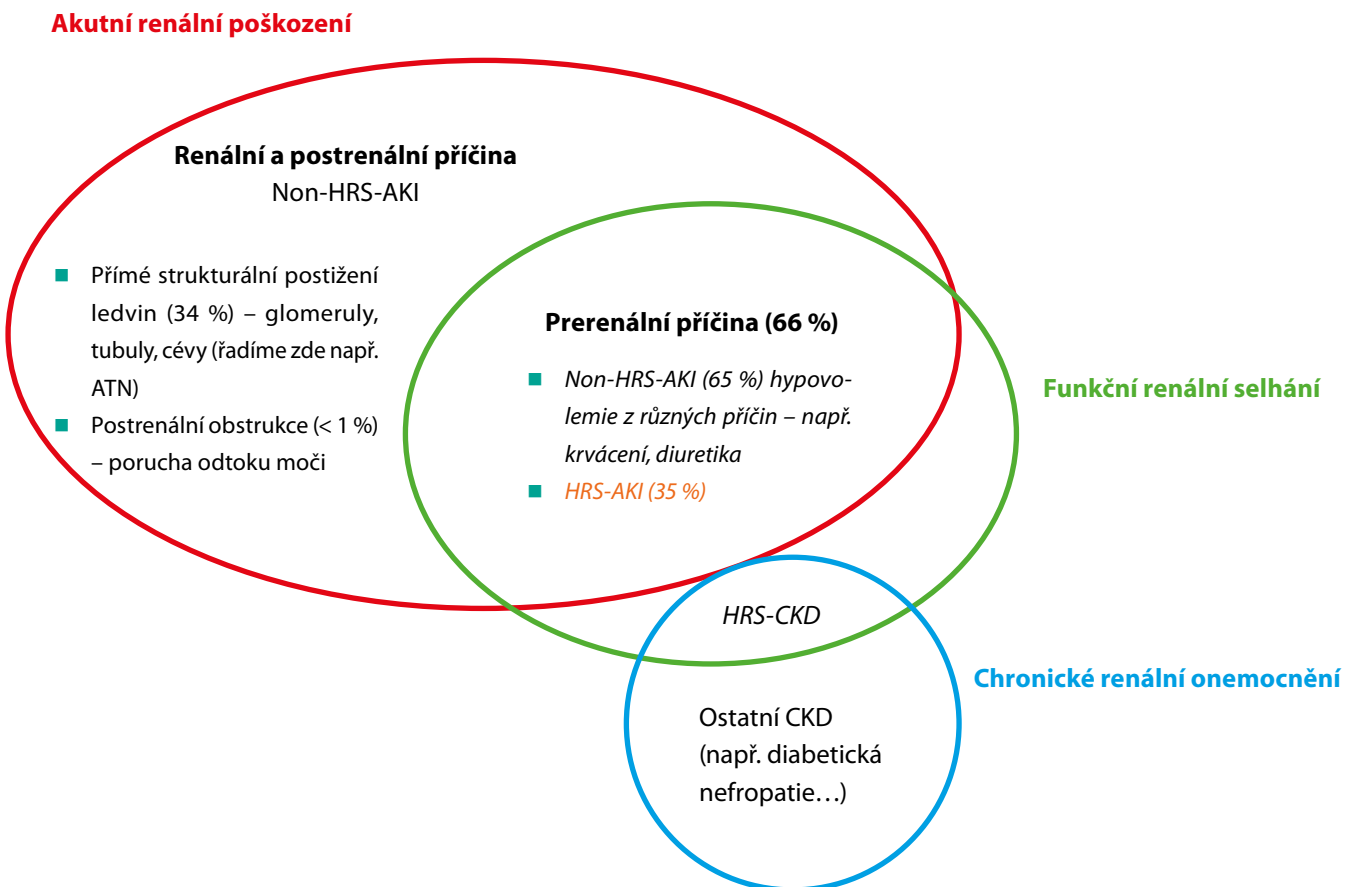 Akutní renální poškození
Renální a postrenální příčina
Non-HRS-AKI
Přímé strukturální postižení
ledvin (34 %) – glomeruly,
tubuly, cévy (řadíme zde např.
ATN)
Postrenální obstrukce (< 1 %)
– porucha odtoku moči
Prerenální příčina (66 %)
Non-HRS-AKI (65 %) hypovo-
lemie z různých příčin – např.
krvácení, diuretika
HRS-AKI (35 %)
Funkční renální selhání
HRS-CKD
Chronické renální onemocnění
Ostatní CKD
(např. diabetická
nefropatie…)